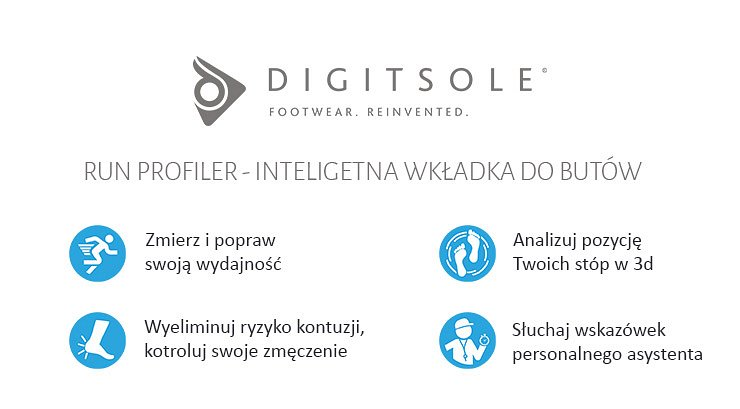 DIGITSOLE©
FOOTWEAR. REINVENTED.
RUN PROFILER - INTELIGETNA WKŁADKA DO BUTÓW
Zmierz i popraw
swoją wydajność
Analizuj pozycję
Twoich stóp w 3d
Wyeliminuj ryzyko kontuzji,
kotroluj swoje zmęczenie
Słuchaj wskazówek
personalnego asystenta